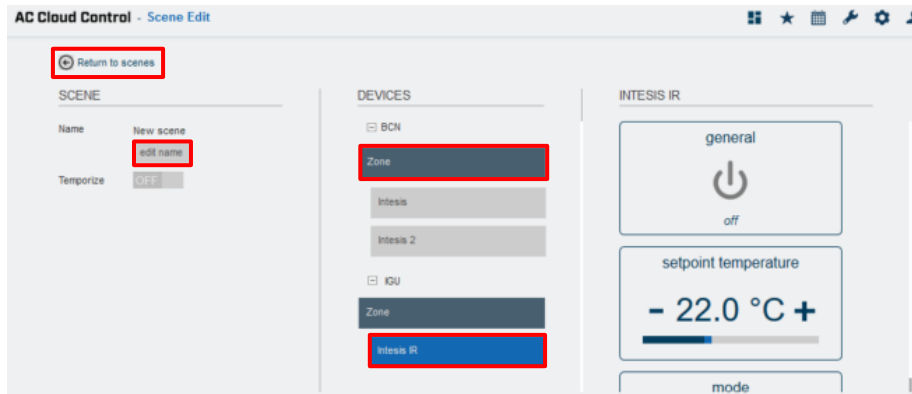 AC Cloud Control - Scene Edit
Return to scenes
SCENE
Name
New scene
edit name
Temporize
OFF
DEVICES
BCN
Zone
Intesis
Intesis 2
IGU
Zone
Intesis IR
INTESIS IR
general
off
setpoint temperature
- 22.0 °C +
mode